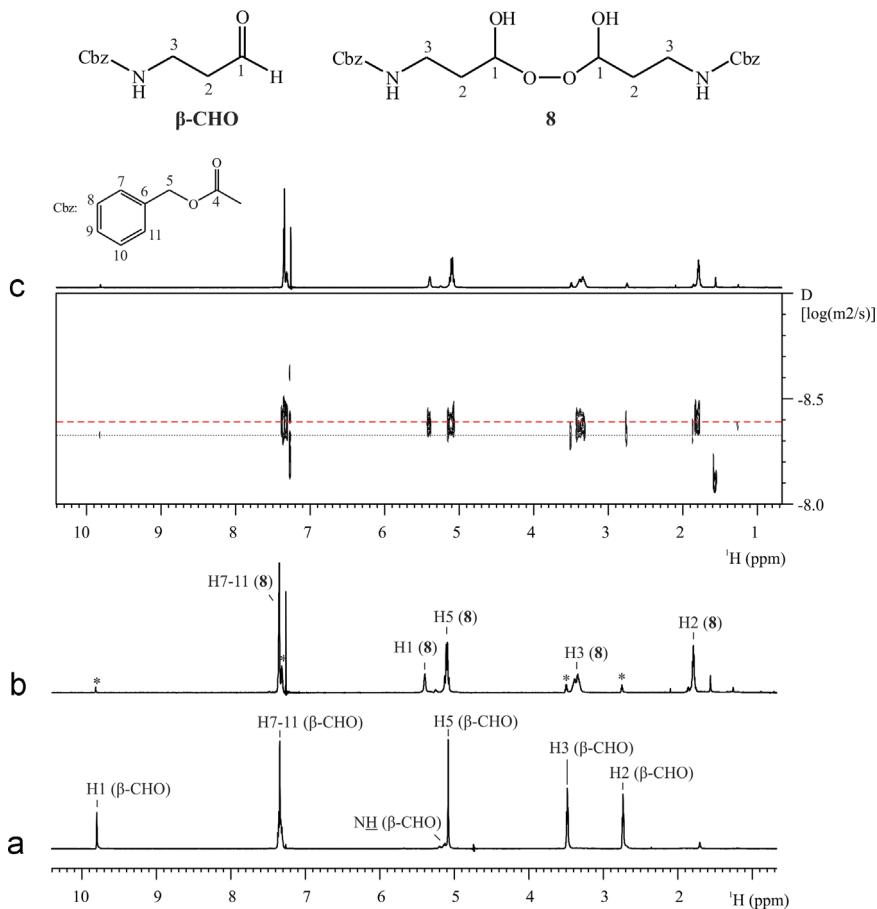 O
OH
OH
Cbz
3
1
H
2
N
H
β-CHO
Cbz
3
N
H
2
1
O
O
1
2
3
N
H
Cbz
8
Cbz:
7
8
9
10
11
6
5
O
4
O
c
D
[log(m2/s)]
-8.5
-8.0
10 9 8 7 6 5 4 3 2 1
¹H (ppm)
b
H7-11 (8)
H1 (8)
H5 (8)
H3 (8)
H2 (8)
* * * *
a
H1 (β-CHO)
H7-11 (β-CHO)
NH (β-CHO)
H5 (β-CHO)
H3 (β-CHO)
H2 (β-CHO)
10 9 8 7 6 5 4 3 2
¹H (ppm)